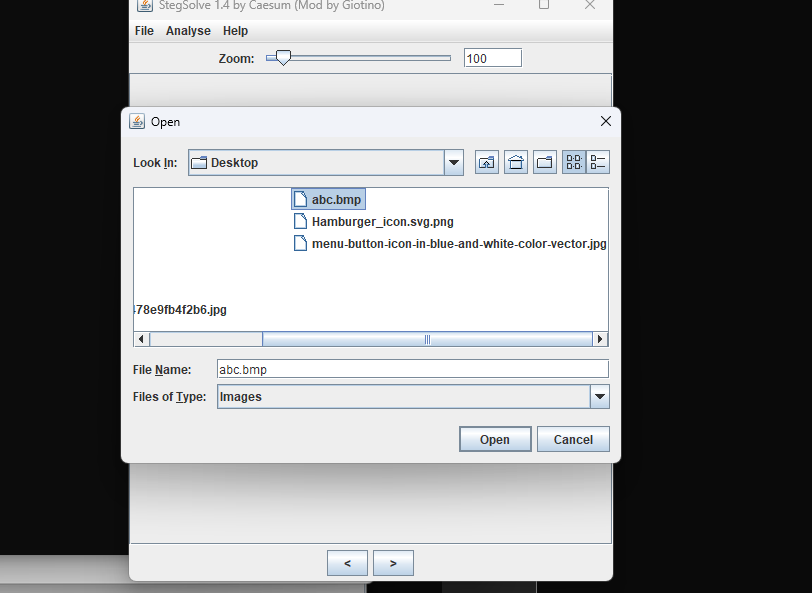 StegSolve 1.4 by Caesum (Mod by Giotino)
File Analyse Help
Zoom: 100
Open
Look In: Desktop
abc.bmp
Hamburger_icon.svg.png
menu-button-icon-in-blue-and-white-color-vector.jpg
78e9fb4f2b6.jpg
File Name: abc.bmp
Files of Type: Images
Open Cancel
< >